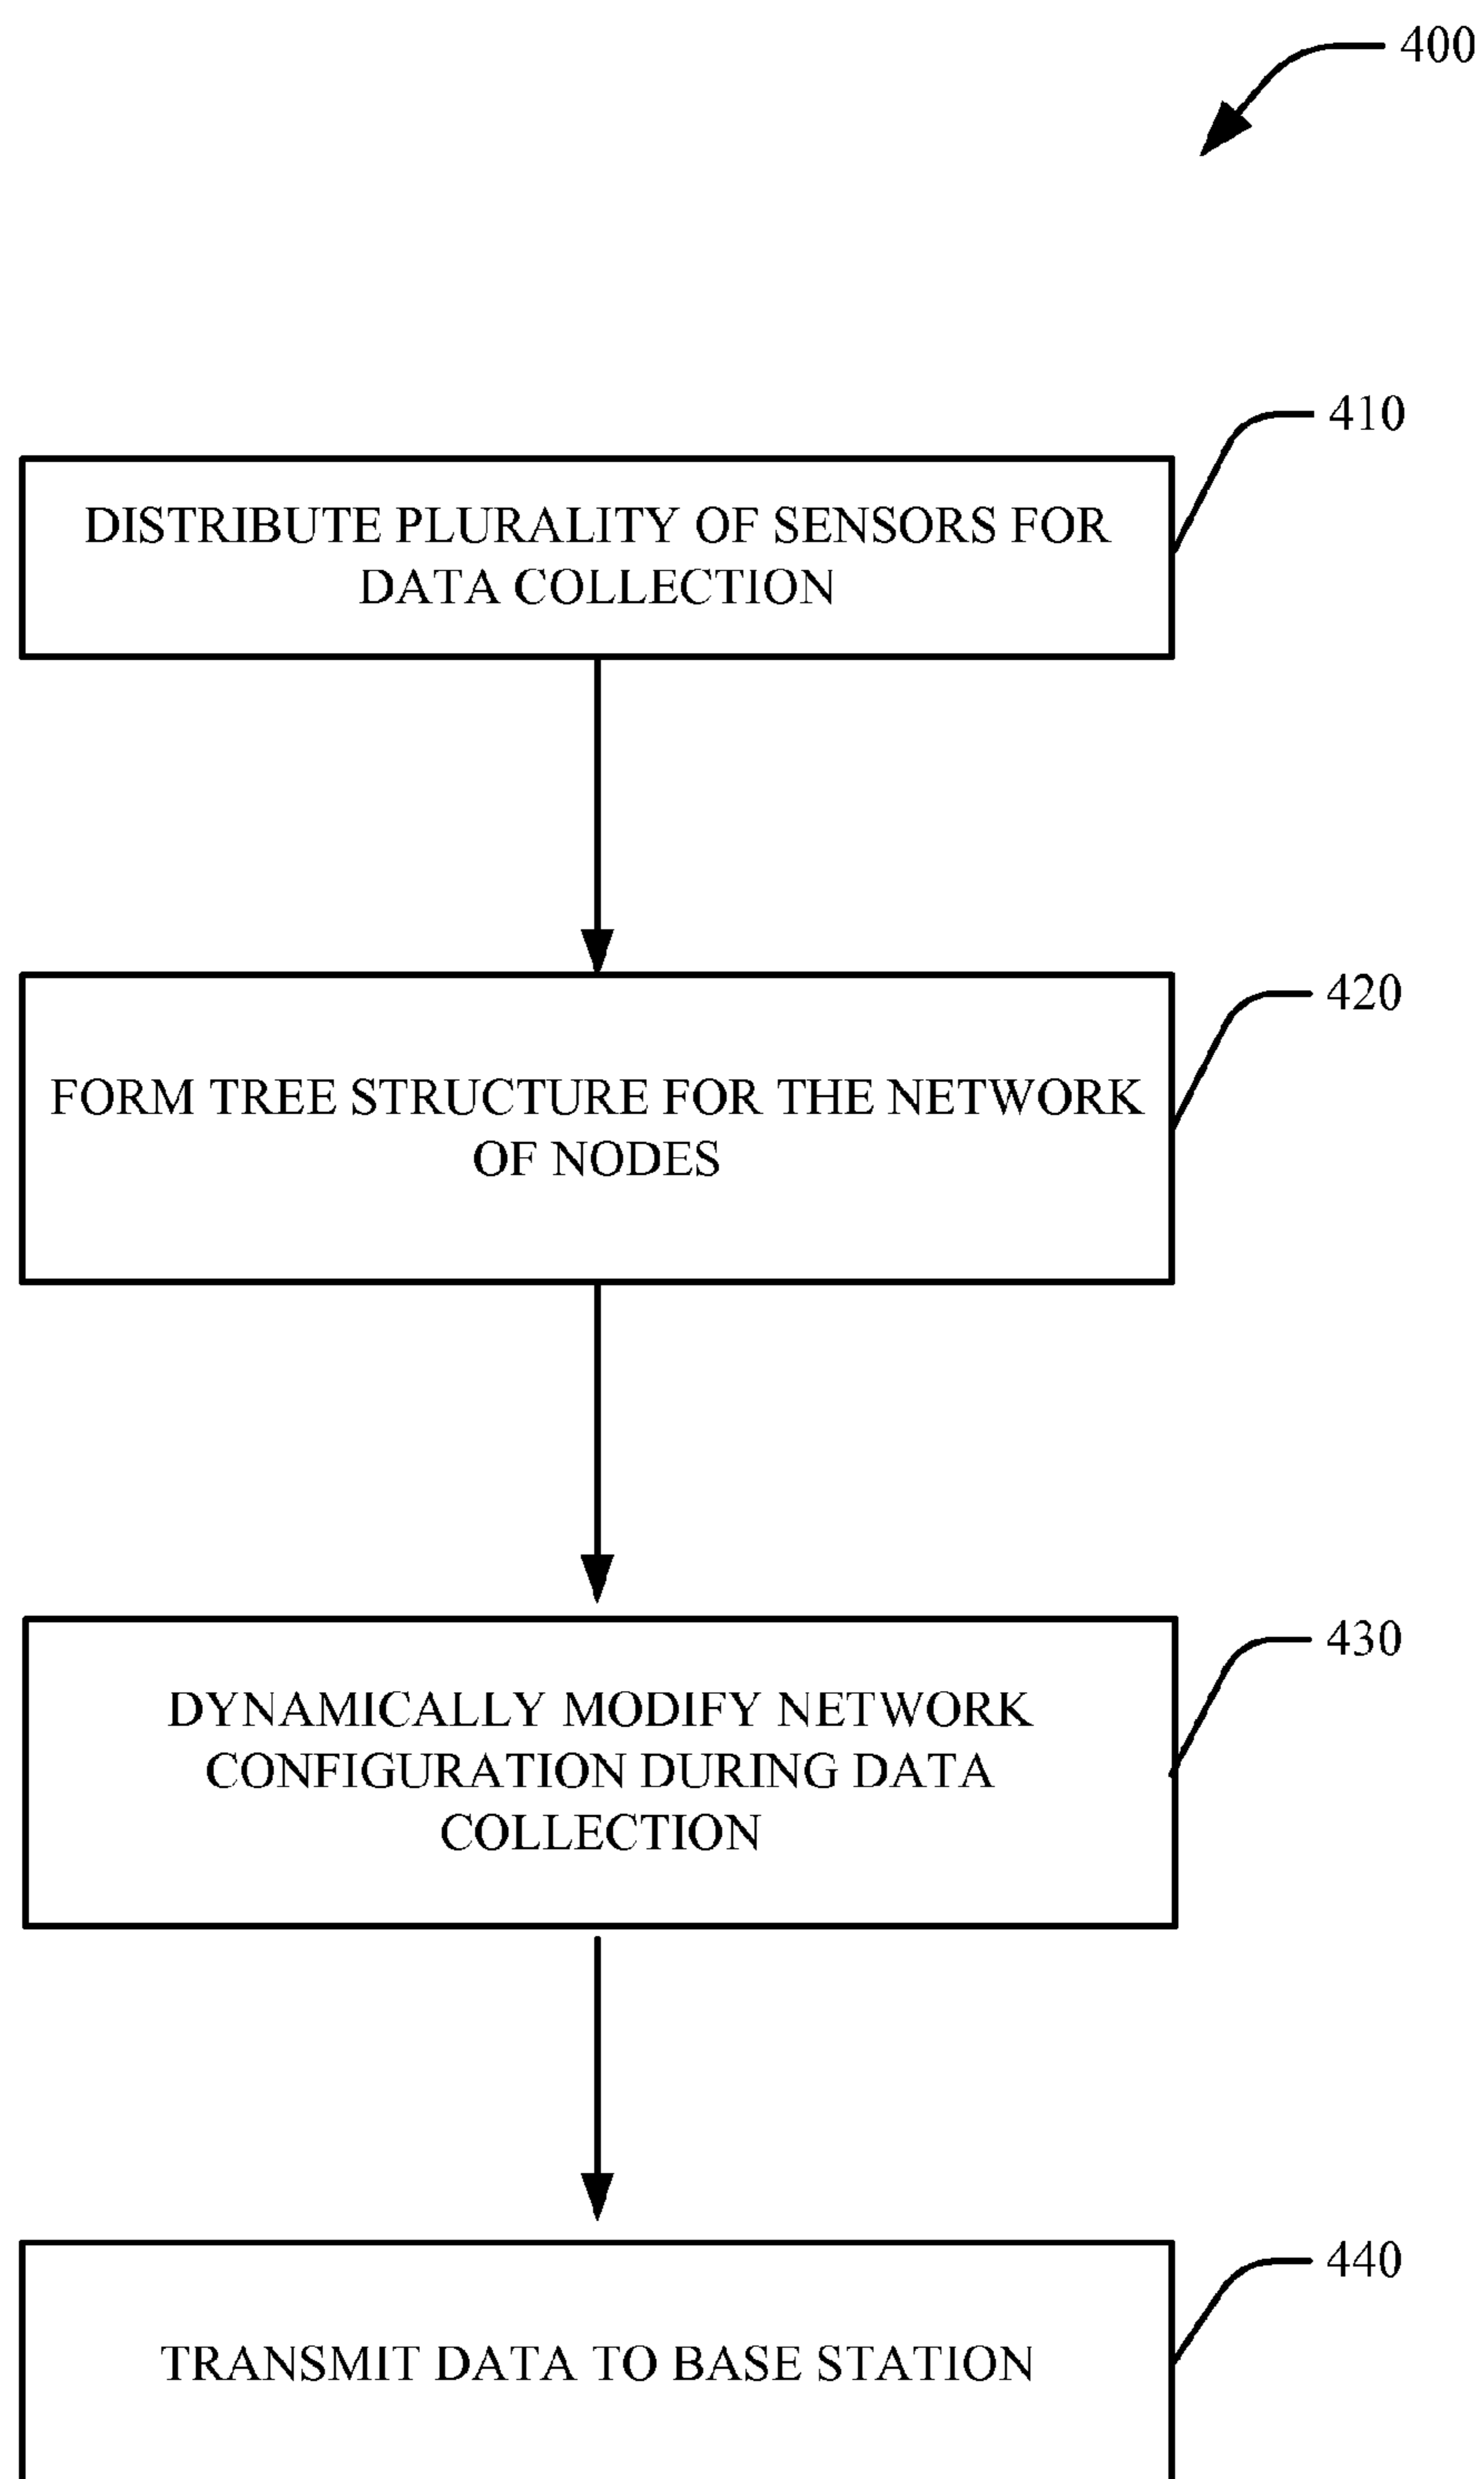 400
410
DISTRIBUTE PLURALITY OF SENSORS FOR
DATA COLLECTION
420
FORM TREE STRUCTURE FOR THE NETWORK
OF NODES
430
DYNAMICALLY MODIFY NETWORK
CONFIGURATION DURING DATA
COLLECTION
440
TRANSMIT DATA TO BASE STATION